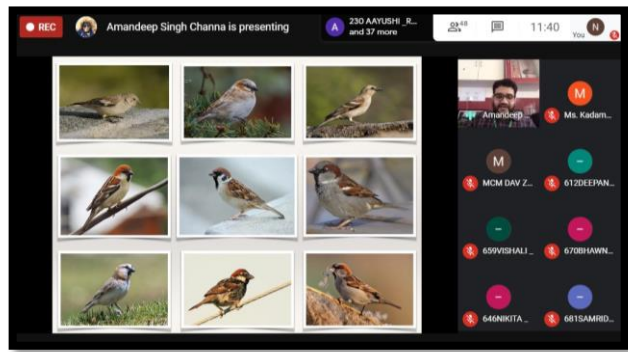 REC
Amandeep Singh Channa is presenting
A
230 AAYUSHI _R...
and 37 more
48
11:40
You
N
Amandeep...
M
Ms. Kadam...
M
MCM DAV Z...
612DEEPAN...
659VISHALI _
670BHAWN...
646NIKITA _
681SAMRID...